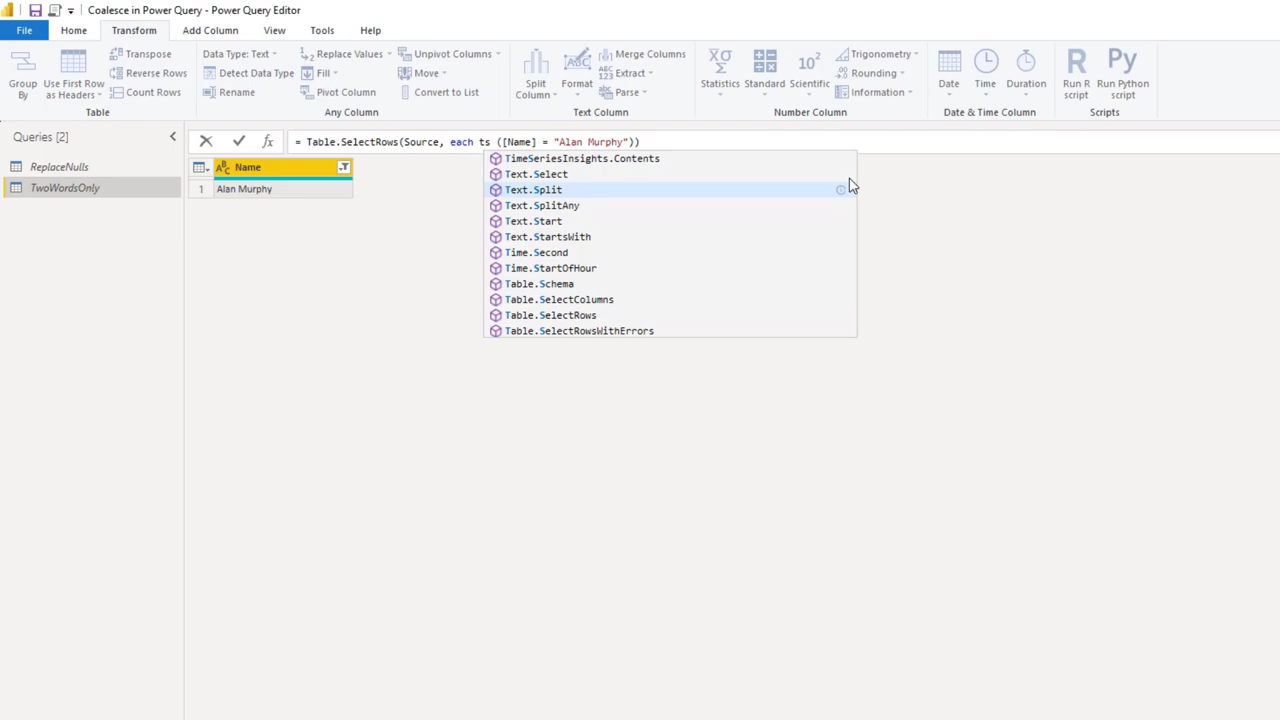 Coalesce in Power Query - Power Query Editor
File Home Transform Add Column View Tools Help
Group By
Use First Row as Headers
Transpose
Reverse Rows
Count Rows
Table
Data Type: Text
Detect Data Type
Rename
Replace Values
Fill
Pivot Column
Unpivot Columns
Move
Convert to List
Any Column
Split Column
Format
Merge Columns
Extract
Parse
Text Column
Statistics
Standard
Scientific
Trigonometry
Rounding
Information
Number Column
Date
Time
Duration
Date & Time Column
Run R script
Run Python script
Scripts
Queries [2]
ReplaceNulls
TwoWordsOnly
= Table.SelectRows(Source, each ts ([Name] = "Alan Murphy"))
Name
1 Alan Murphy
TimeSeriesInsights.Contents
Text.Select
Text.Split
Text.SplitAny
Text.Start
Text.StartsWith
Time.Second
Time.StartOfHour
Table.Schema
Table.SelectColumns
Table.SelectRows
Table.SelectRowsWithErrors